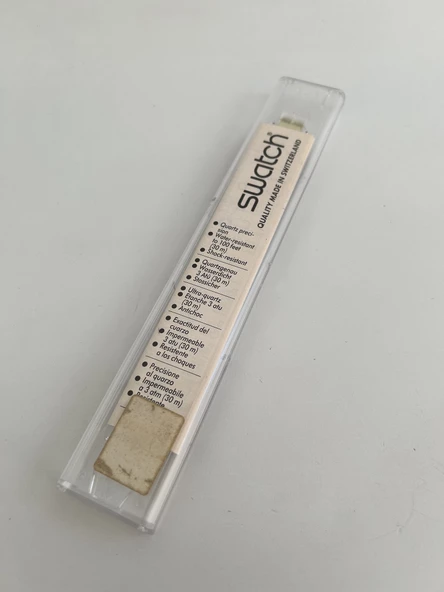 swatch®
QUALITY MADE IN SWITZERLAND
• Quartz preci-
sion
• Water-resistant
to 100 feet
(30 m)
• Shock-resistant
• Quartzgenau
• Wasserdicht
3 Atü (30 m)
• Stossicher
• Ultra-quartz
• Etanche 3 atu
(30 m)
• Antichoc
• Exactitud del
cuarzo
• Impermeable
3 atu (30 m)
• Resistente
a los choques
• Precisione
al quarzo
• Impermeabile
a 3 atm (30 m)
• Resistente